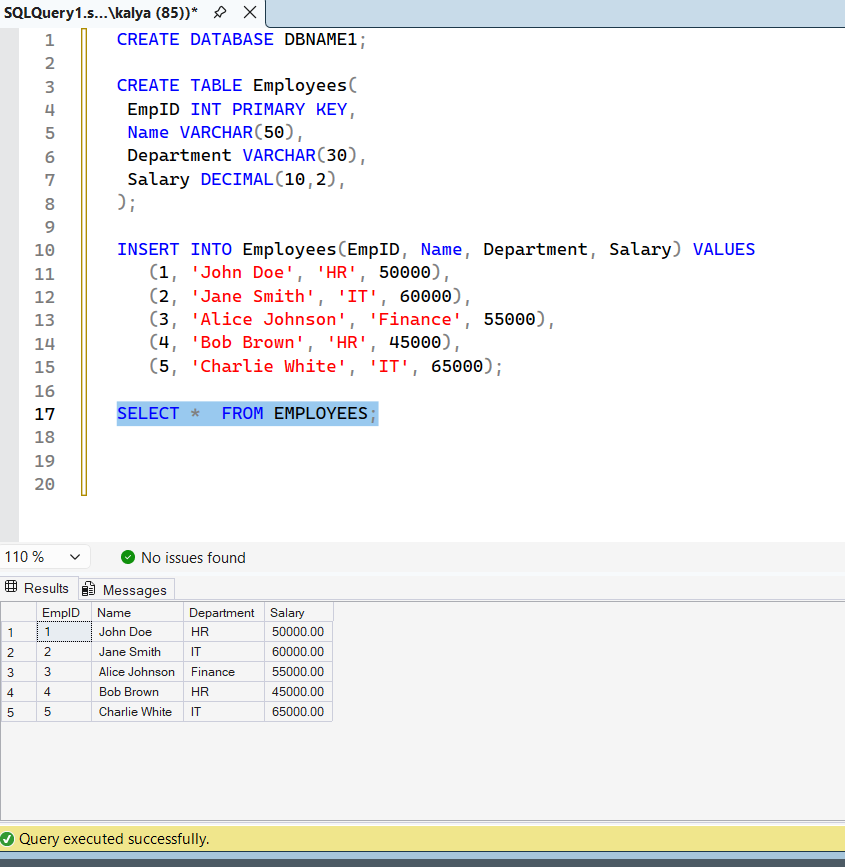 SQLQuery1.s...\kalya (85))*
1 CREATE DATABASE DBNAME1;
2
3 CREATE TABLE Employees(
4 EmpID INT PRIMARY KEY,
5 Name VARCHAR(50),
6 Department VARCHAR(30),
7 Salary DECIMAL(10,2),
8 );
9
10 INSERT INTO Employees(EmpID, Name, Department, Salary) VALUES
11 (1, 'John Doe', 'HR', 50000),
12 (2, 'Jane Smith', 'IT', 60000),
13 (3, 'Alice Johnson', 'Finance', 55000),
14 (4, 'Bob Brown', 'HR', 45000),
15 (5, 'Charlie White', 'IT', 65000);
16
17 SELECT *  FROM EMPLOYEES;
18
19
20
110 % No issues found
Results Messages
EmpID Name Department Salary
1 1 John Doe HR 50000.00
2 2 Jane Smith IT 60000.00
3 3 Alice Johnson Finance 55000.00
4 4 Bob Brown HR 45000.00
5 5 Charlie White IT 65000.00
Query executed successfully.